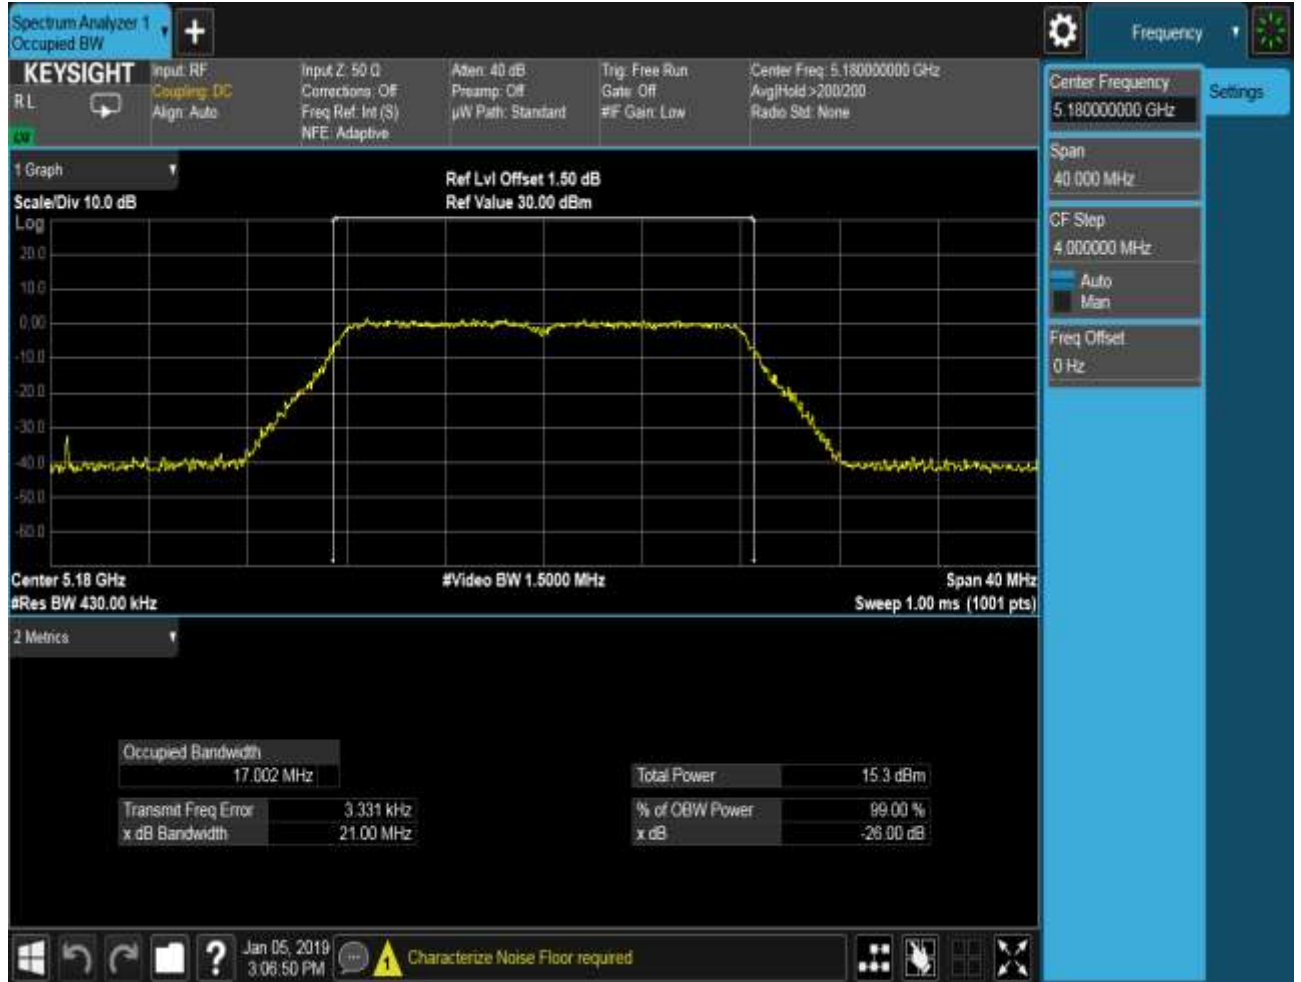 Spectrum Analyzer 1
Occupied BW
+
Frequency
KEYSIGHT
R L
Input: RF
Coupling: DC
Align: Auto
Input Z: 50 Ω
Corrections: Off
Freq Ref: Int (S)
NFE: Adaptive
Atten: 40 dB
Preamp: Off
µW Path: Standard
Trig: Free Run
Gate: Off
#IF Gain: Low
Center Freq: 5.180000000 GHz
Avg|Hold:>200/200
Radio Std: None
Center Frequency
5.180000000 GHz
Settings
Span
40.000 MHz
CF Step
4.000000 MHz
Auto
Man
Freq Offset
0 Hz
1 Graph
Scale/Div 10.0 dB
Ref Lvl Offset 1.50 dB
Ref Value 30.00 dBm
Log
20.0
10.0
0.00
-10.0
-20.0
-30.0
-40.0
-50.0
-60.0
Center 5.18 GHz
#Video BW 1.5000 MHz
Span 40 MHz
#Res BW 430.00 kHz
Sweep 1.00 ms (1001 pts)
2 Metrics
Occupied Bandwidth
17.002 MHz
Total Power 15.3 dBm
Transmit Freq Error 3.331 kHz
% of OBW Power 99.00 %
x dB Bandwidth 21.00 MHz
x dB -26.00 dB
?
Jan 05, 2019
3:06:50 PM
1
Characterize Noise Floor required